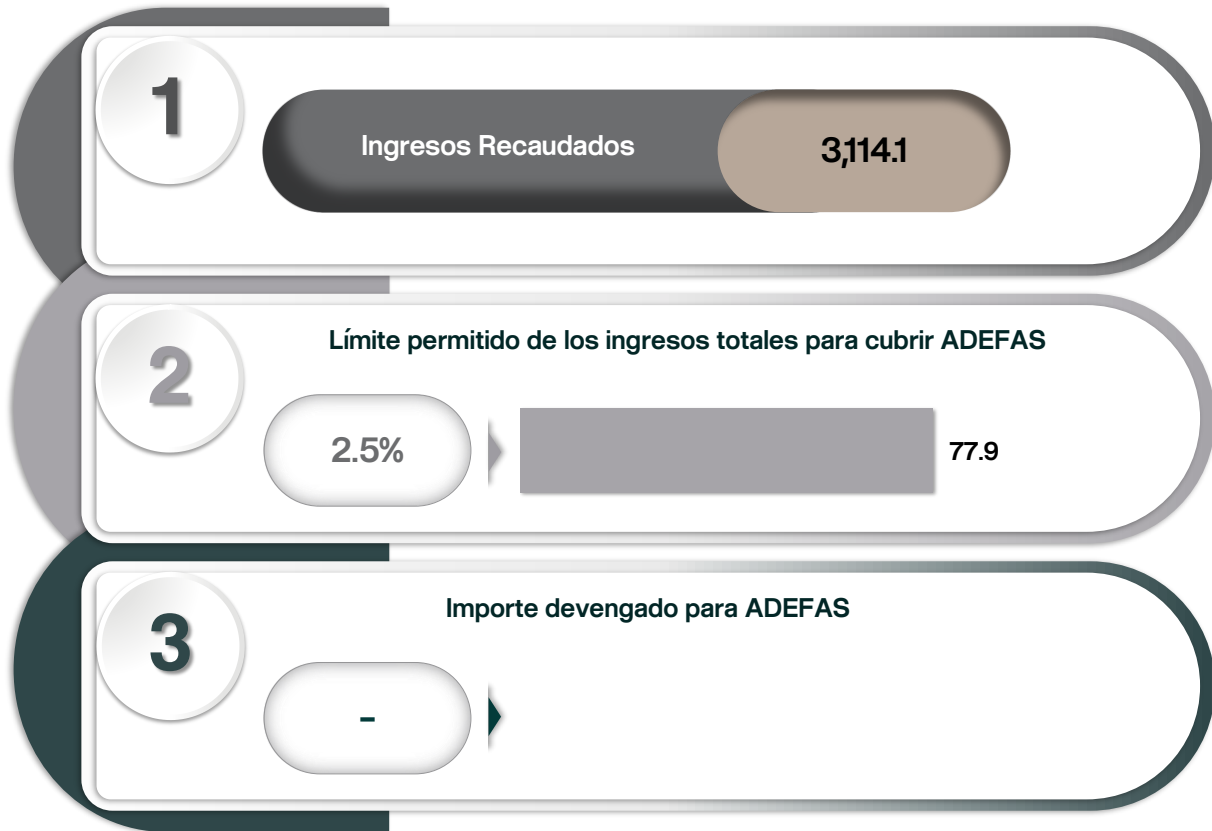 1
Ingresos Recaudados
3,114.1
2
Límite permitido de los ingresos totales para cubrir ADEFAS
2.5%
77.9
3
Importe devengado para ADEFAS
-